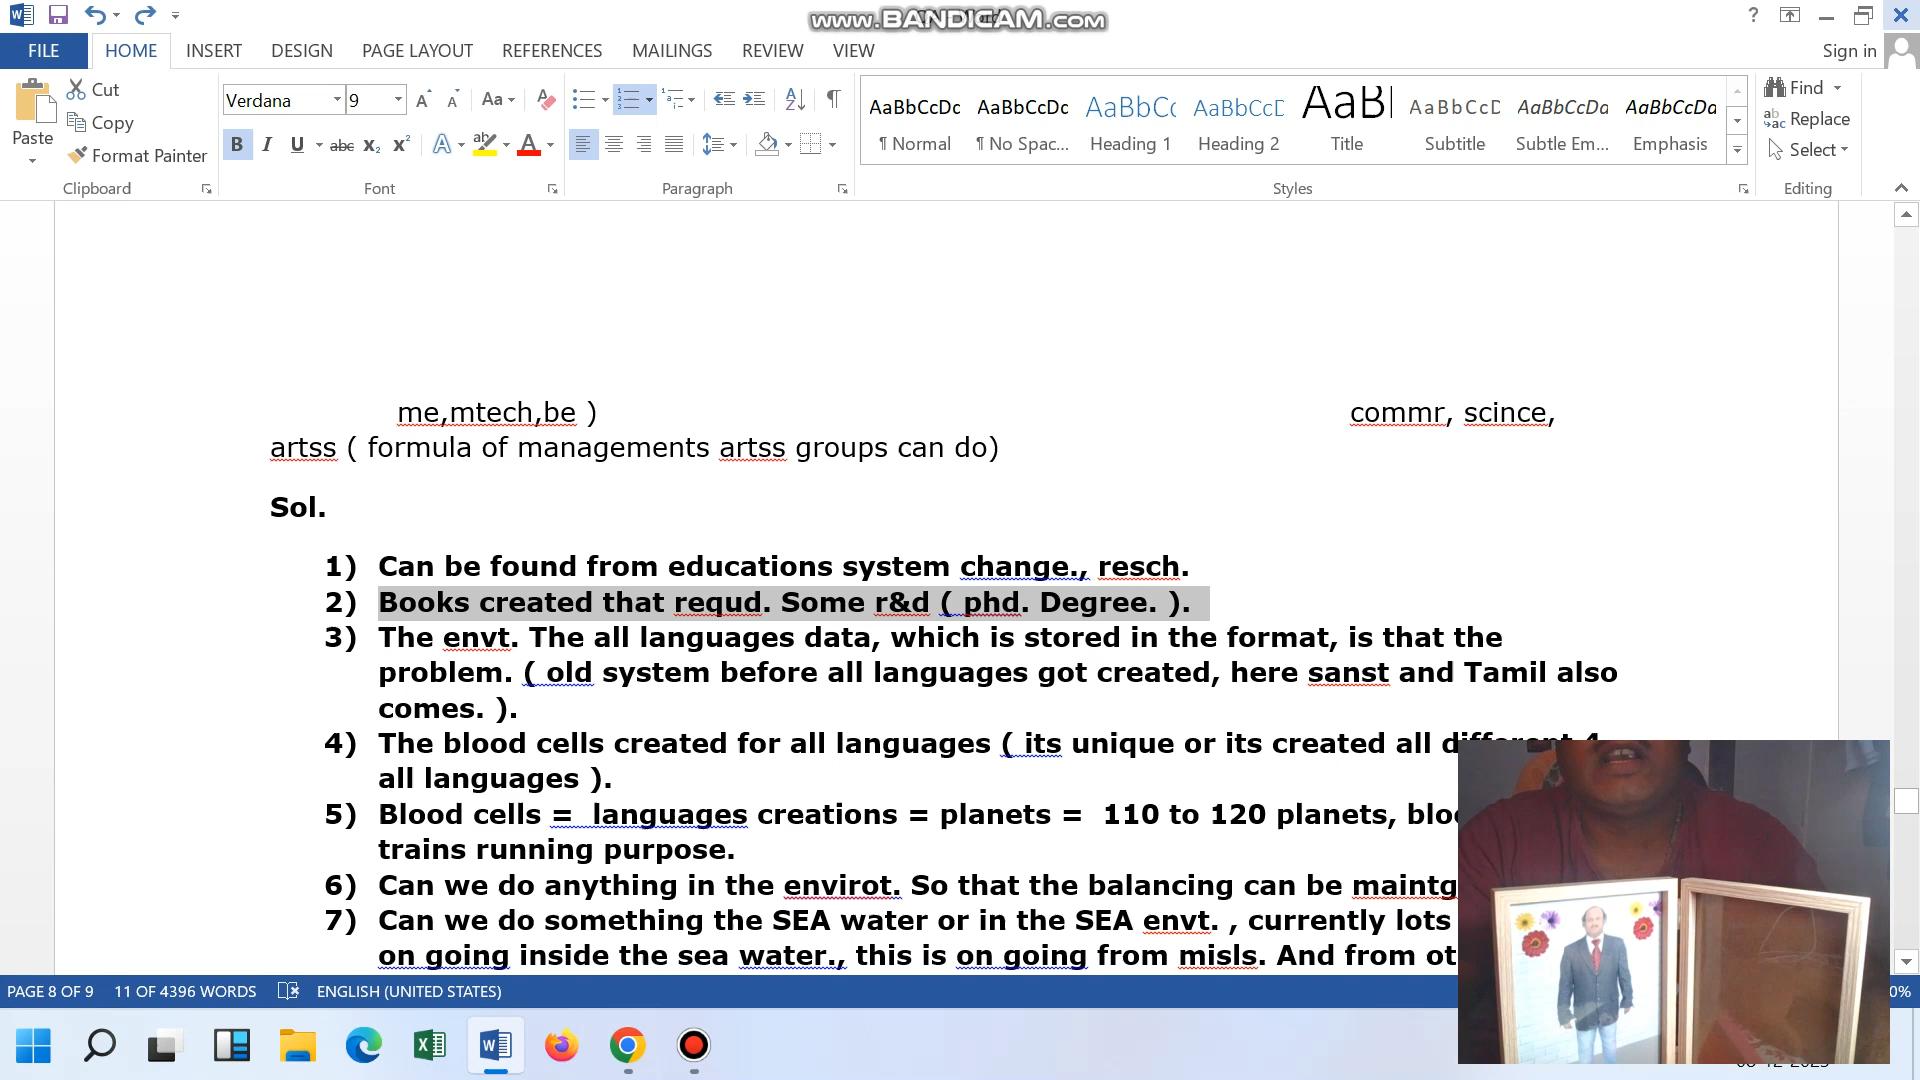 www.BANDICAM.com
FILE HOME INSERT DESIGN PAGE LAYOUT REFERENCES MAILINGS REVIEW VIEW Sign in
Paste Cut Copy Format Painter Clipboard
Verdana 9 Aa Font
B I U abc X₂ X² A A
Paragraph
AaBbCcDc AaBbCcDc AaBbCc AaBbCcD AaBl AaBbCcD AaBbCcDa AaBbCcDa
¶ Normal ¶ No Spac... Heading 1 Heading 2 Title Subtitle Subtle Em... Emphasis
Styles
Find Replace Select Editing
me,mtech,be ) commr, scince,
artss ( formula of managements artss groups can do)
Sol.
1) Can be found from educations system change., resch.
2) Books created that requd. Some r&d ( phd. Degree. ).
3) The envt. The all languages data, which is stored in the format, is that the
problem. ( old system before all languages got created, here sanst and Tamil also
comes. ).
4) The blood cells created for all languages ( its unique or its created all different 4
all languages ).
5) Blood cells = languages creations = planets = 110 to 120 planets,
trains running purpose.
6) Can we do anything in the envirot. So that the balancing can be
7) Can we do something the SEA water or in the SEA envt. , currently lots
on going inside the sea water., this is on going from misls. And from
PAGE 8 OF 9 11 OF 4396 WORDS ENGLISH (UNITED STATES)